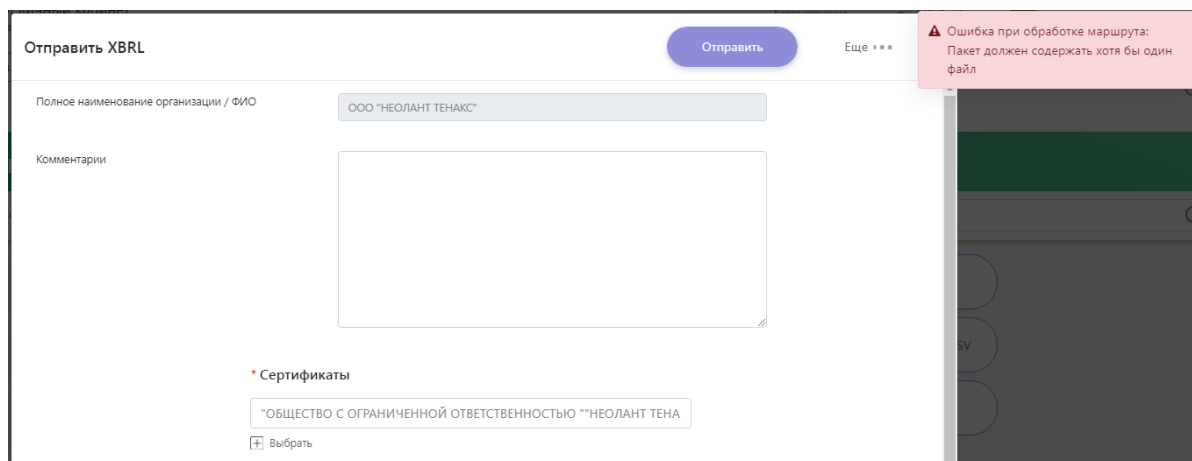 Отправить XBRL
Отправить
Еще
Ошибка при обработке маршрута:
Пакет должен содержать хотя бы один
файл
Полное наименование организации / ФИО
ООО "НЕОЛАНТ ТЕНАКС"
Комментарии
* Сертификаты
"ОБЩЕСТВО С ОГРАНИЧЕННОЙ ОТВЕТСТВЕННОСТЬЮ ""НЕОЛАНТ ТЕНА
Выбрать
sv